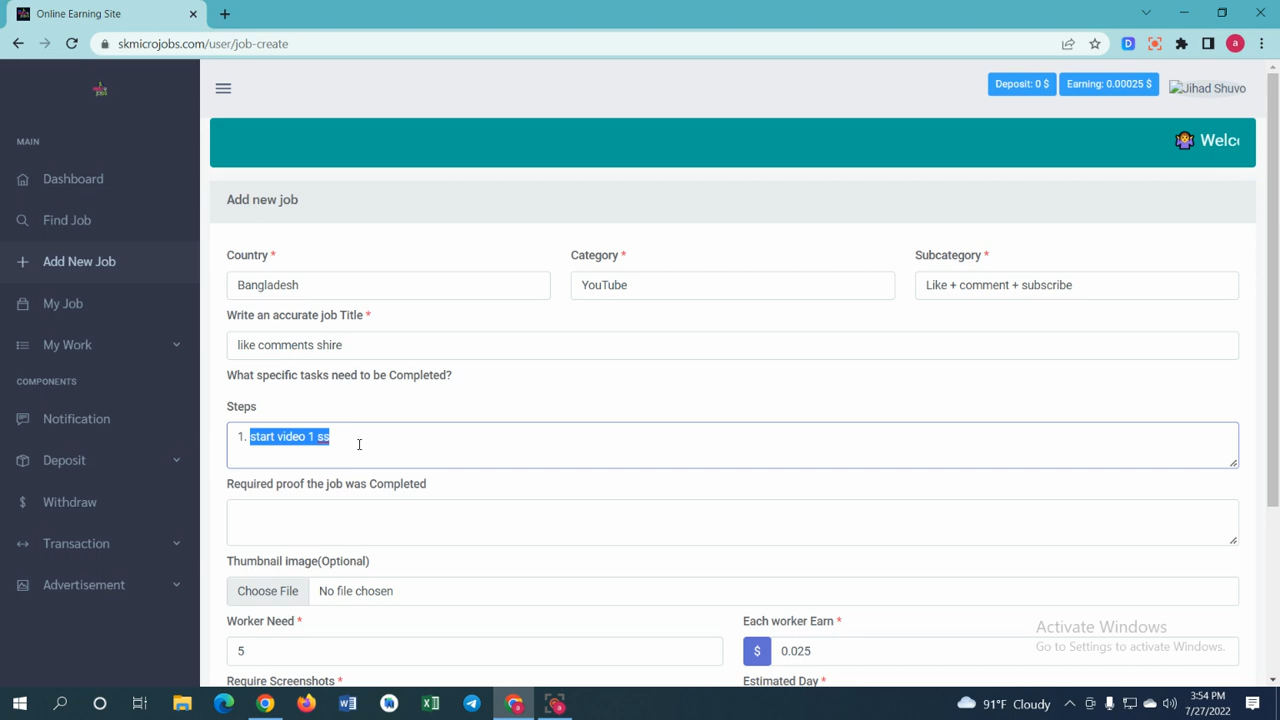 Online Earning Site
skmicrojobs.com/user/job-create
Deposit: 0 $
Earning: 0.00025 $
Jihad Shuvo
MAIN
Dashboard
Find Job
Add New Job
My Job
My Work
COMPONENTS
Notification
Deposit
Withdraw
Transaction
Advertisement
Welc
Add new job
Country *
Category *
Subcategory *
Bangladesh
YouTube
Like + comment + subscribe
Write an accurate job Title *
like comments shire
What specific tasks need to be Completed?
Steps
1. start video 1 ss
Required proof the job was Completed
Thumbnail image(Optional)
Choose File
No file chosen
Worker Need *
Each worker Earn *
5
$
0.025
Require Screenshots *
Estimated Day *
Activate Windows
Go to Settings to activate Windows.
91°F Cloudy
3:54 PM
7/27/2022